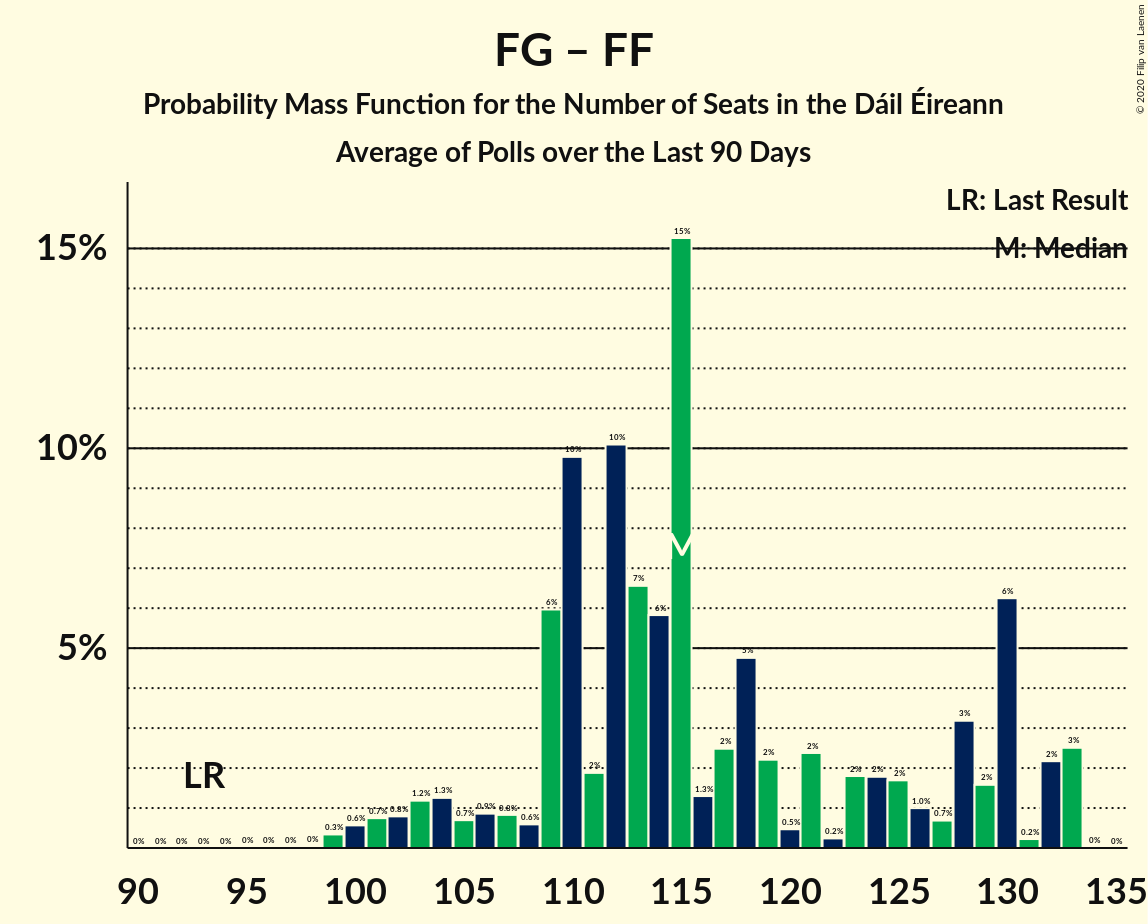 FG – FF
Probability Mass Function for the Number of Seats in the Dáil Éireann
Average of Polls over the Last 90 Days
© 2020 Filip van Laenen
LR: Last Result
M: Median
15%
10%
5%
LR
0% 0% 0% 0% 0% 0% 0% 0% 0% 0.3% 0.6% 0.7% 0.8% 1.2% 1.3% 0.7% 0.9% 0.8% 0.6% 6% 10% 2% 10% 7% 6% 15% 1.3% 2% 5% 2% 0.5% 2% 0.2% 2% 2% 2% 1.0% 0.7% 3% 2% 6% 0.2% 2% 3% 0% 0%
90 95 100 105 110 115 120 125 130 135